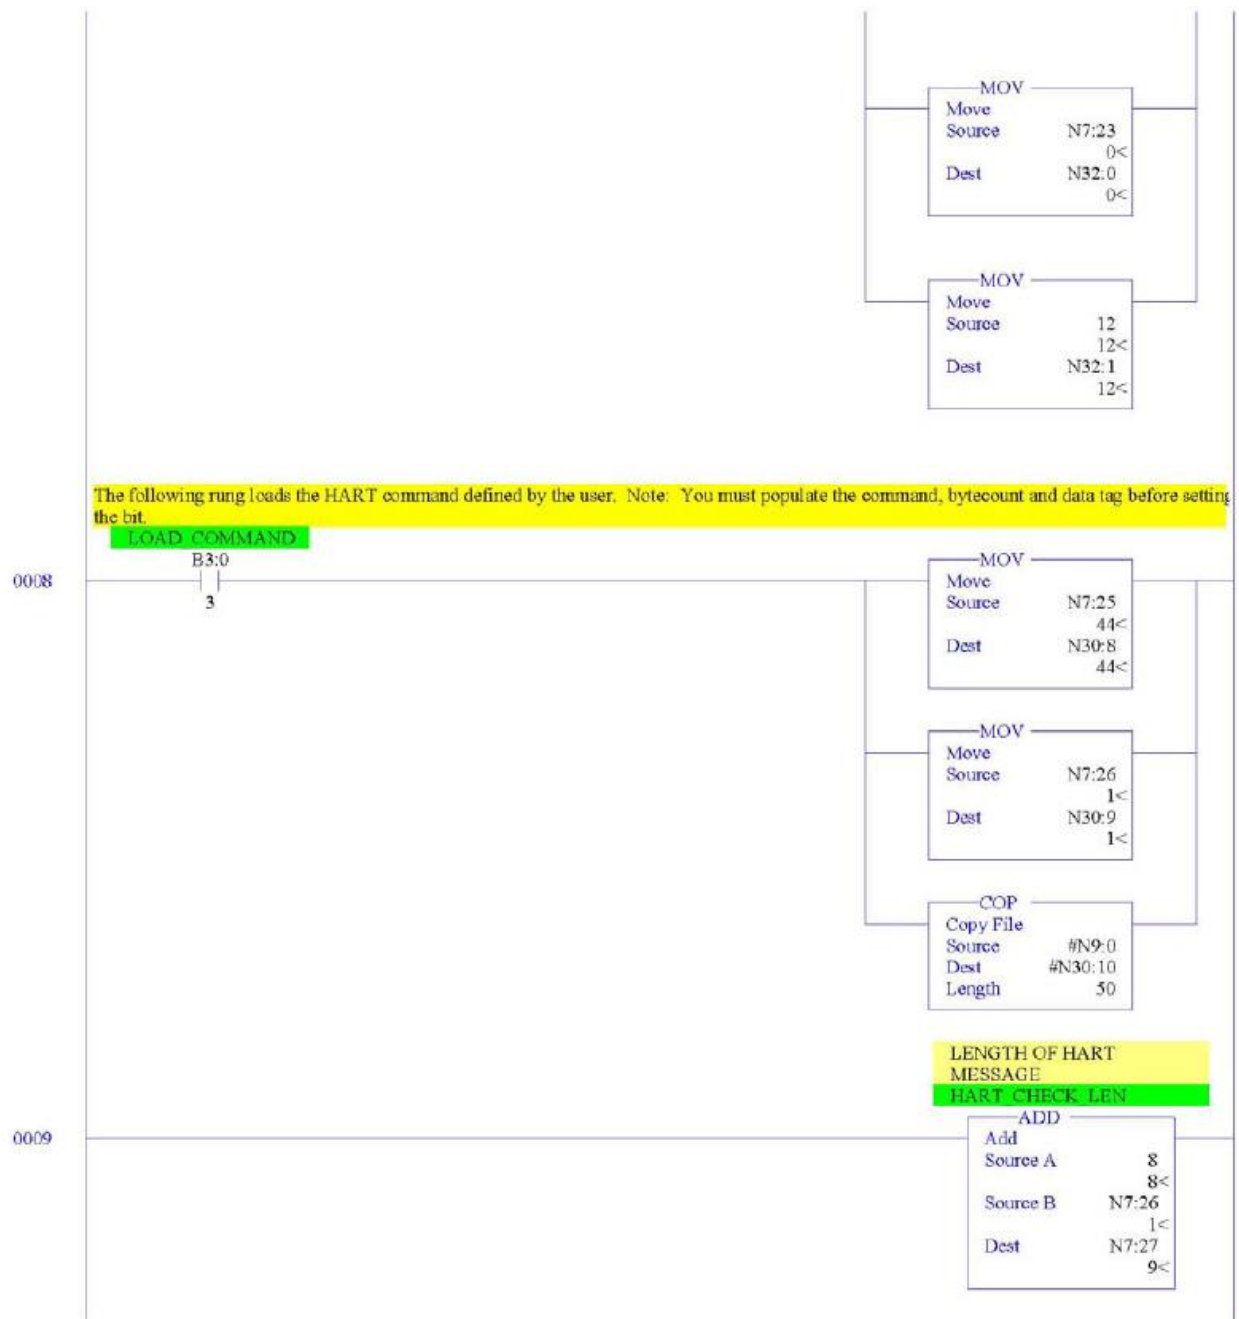 MOV
Move
Source N7:23
0<
Dest N32:0
0<
MOV
Move
Source 12
12<
Dest N32:1
12<
The following rung loads the HART command defined by the user. Note: You must populate the command, bytecount and data tag before setting
the bit.
LOAD_COMMAND
B3:0
0008
3
MOV
Move
Source N7:25
44<
Dest N30:8
44<
MOV
Move
Source N7:26
1<
Dest N30:9
1<
COP
Copy File
Source #N9:0
Dest #N30:10
Length 50
LENGTH OF HART
MESSAGE
HART_CHECK_LEN
0009
ADD
Add
Source A 8
8<
Source B N7:26
1<
Dest N7:27
9<